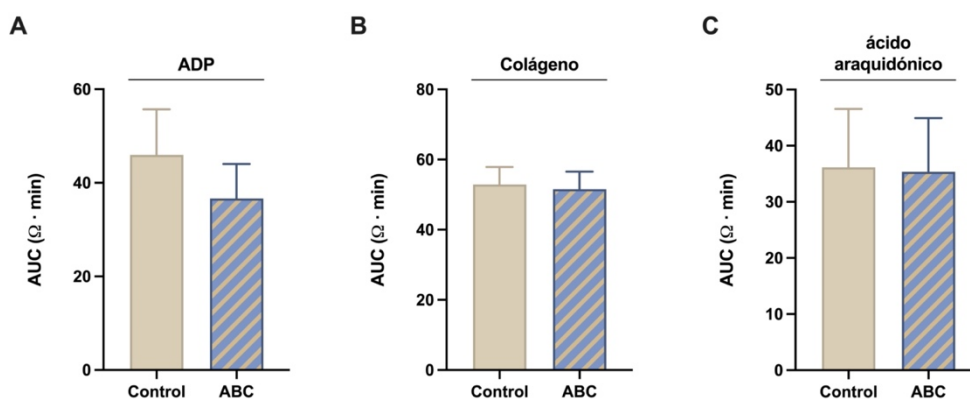 A
ADP
AUC (Ω · min)
60
40
20
0
Control
ABC
B
Colágeno
AUC (Ω · min)
80
60
40
20
0
Control
ABC
C
ácido
araquidónico
AUC (Ω · min)
50
40
30
20
10
0
Control
ABC